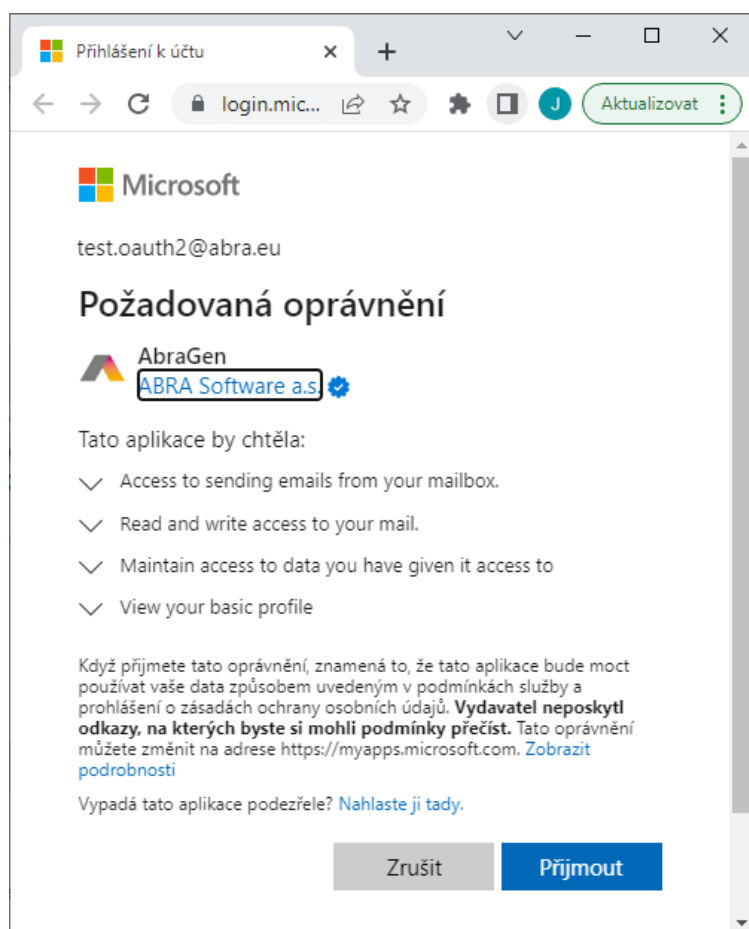 Přihlášení k účtu
login.mic...
J
Aktualizovat
Microsoft
test.oauth2@abra.eu
Požadovaná oprávnění
AbraGen
ABRA Software a.s.
Tato aplikace by chtěla:
Access to sending emails from your mailbox.
Read and write access to your mail.
Maintain access to data you have given it access to
View your basic profile
Když přijmete tato oprávnění, znamená to, že tato aplikace bude moct
používat vaše data způsobem uvedeným v podmínkách služby a
prohlášení o zásadách ochrany osobních údajů. Vydavatel neposkytl
odkazy, na kterých byste si mohli podmínky přečíst. Tato oprávnění
můžete změnit na adrese https://myapps.microsoft.com. Zobrazit
podrobnosti
Vypadá tato aplikace podezřele? Nahlaste ji tady.
Zrušit
Přijmout